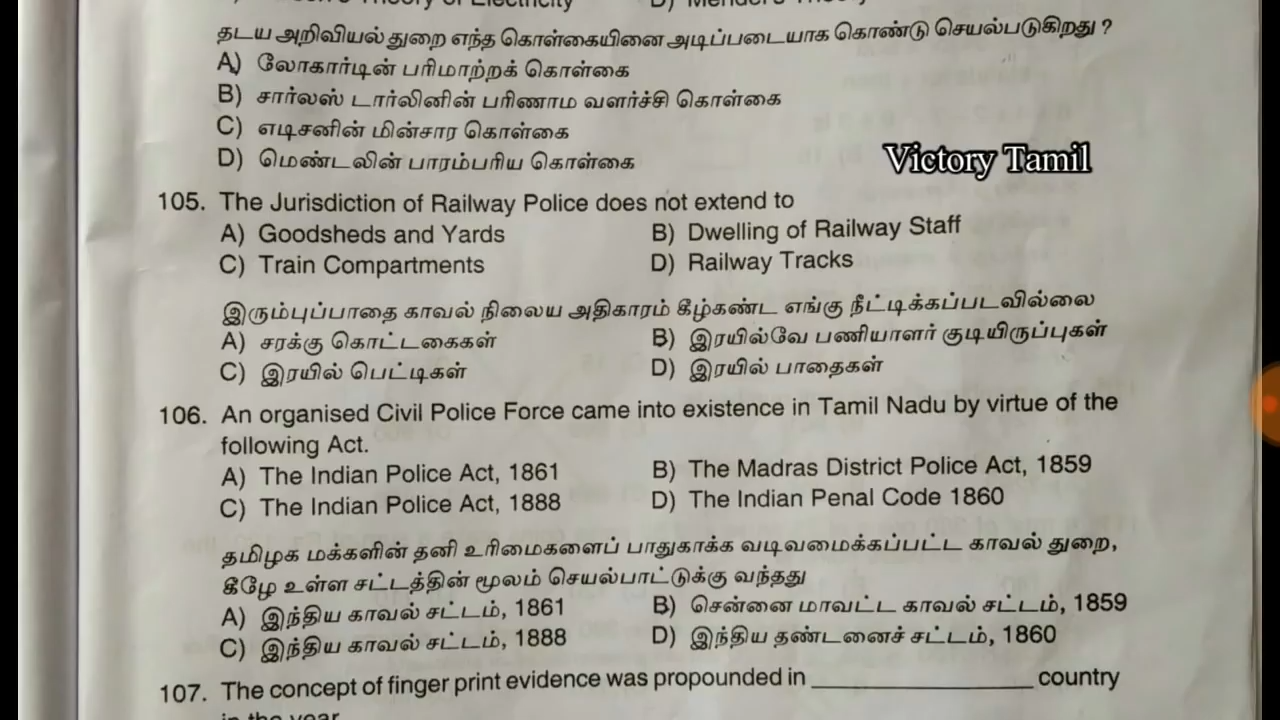 Theory of Electricity D)
தடய அறிவியல் துறை எந்த கொள்கையினை அடிப்படையாக கொண்டு செயல்படுகிறது ?
A) லோகார்டின் பரிமாற்றக் கொள்கை
B) சார்லஸ் டார்லினின் பரிணாம வளர்ச்சி கொள்கை
C) எடிசனின் மின்சார கொள்கை
D) மெண்டலின் பாரம்பரிய கொள்கை
Victory Tamil
105. The Jurisdiction of Railway Police does not extend to
A) Goodsheds and Yards B) Dwelling of Railway Staff
C) Train Compartments D) Railway Tracks
இரும்புப்பாதை காவல் நிலைய அதிகாரம் கீழ்கண்ட எங்கு நீட்டிக்கப்படவில்லை
A) சரக்கு கொட்டகைகள் B) இரயில்வே பணியாளர் குடியிருப்புகள்
C) இரயில் பெட்டிகள் D) இரயில் பாதைகள்
106. An organised Civil Police Force came into existence in Tamil Nadu by virtue of the
following Act.
A) The Indian Police Act, 1861 B) The Madras District Police Act, 1859
C) The Indian Police Act, 1888 D) The Indian Penal Code 1860
தமிழக மக்களின் தனி உரிமைகளைப் பாதுகாக்க வடிவமைக்கப்பட்ட காவல் துறை,
கீழே உள்ள சட்டத்தின் மூலம் செயல்பாட்டுக்கு வந்தது
A) இந்திய காவல் சட்டம், 1861 B) சென்னை மாவட்ட காவல் சட்டம், 1859
C) இந்திய காவல் சட்டம், 1888 D) இந்திய தண்டனைச் சட்டம், 1860
107. The concept of finger print evidence was propounded in ____________ country
in the year